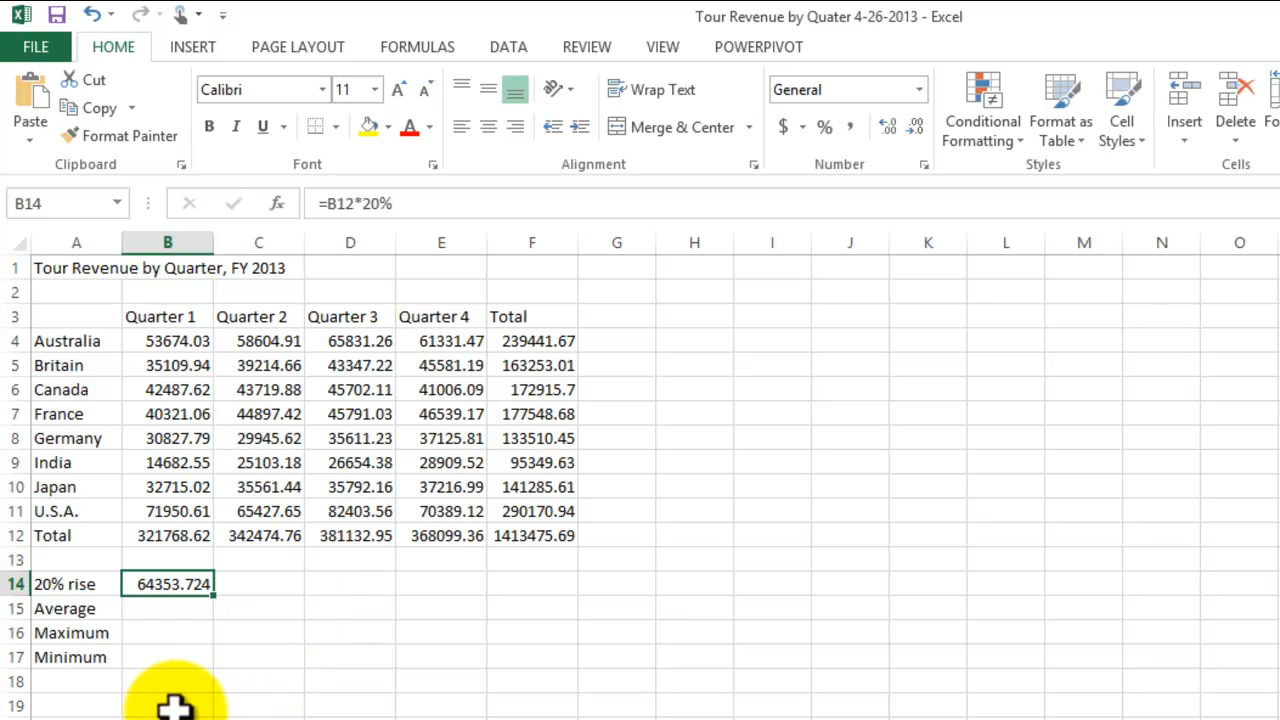 Tour Revenue by Quater 4-26-2013 - Excel
FILE HOME INSERT PAGE LAYOUT FORMULAS DATA REVIEW VIEW POWERPIVOT
Paste
Cut
Copy
Format Painter
Clipboard
Calibri 11 A A
B I U A
Font
Wrap Text
Merge & Center
Alignment
General
$ % , .0 .00 .00 .0
Number
Conditional Formatting
Format as Table
Cell Styles
Styles
Insert Delete Fo
Cells
B14 fx =B12*20%
A B C D E F G H I J K L M N O
1 Tour Revenue by Quarter, FY 2013
2
3 Quarter 1 Quarter 2 Quarter 3 Quarter 4 Total
4 Australia 53674.03 58604.91 65831.26 61331.47 239441.67
5 Britain 35109.94 39214.66 43347.22 45581.19 163253.01
6 Canada 42487.62 43719.88 45702.11 41006.09 172915.7
7 France 40321.06 44897.42 45791.03 46539.17 177548.68
8 Germany 30827.79 29945.62 35611.23 37125.81 133510.45
9 India 14682.55 25103.18 26654.38 28909.52 95349.63
10 Japan 32715.02 35561.44 35792.16 37216.99 141285.61
11 U.S.A. 71950.61 65427.65 82403.56 70389.12 290170.94
12 Total 321768.62 342474.76 381132.95 368099.36 1413475.69
13
14 20% rise 64353.724
15 Average
16 Maximum
17 Minimum
18
19